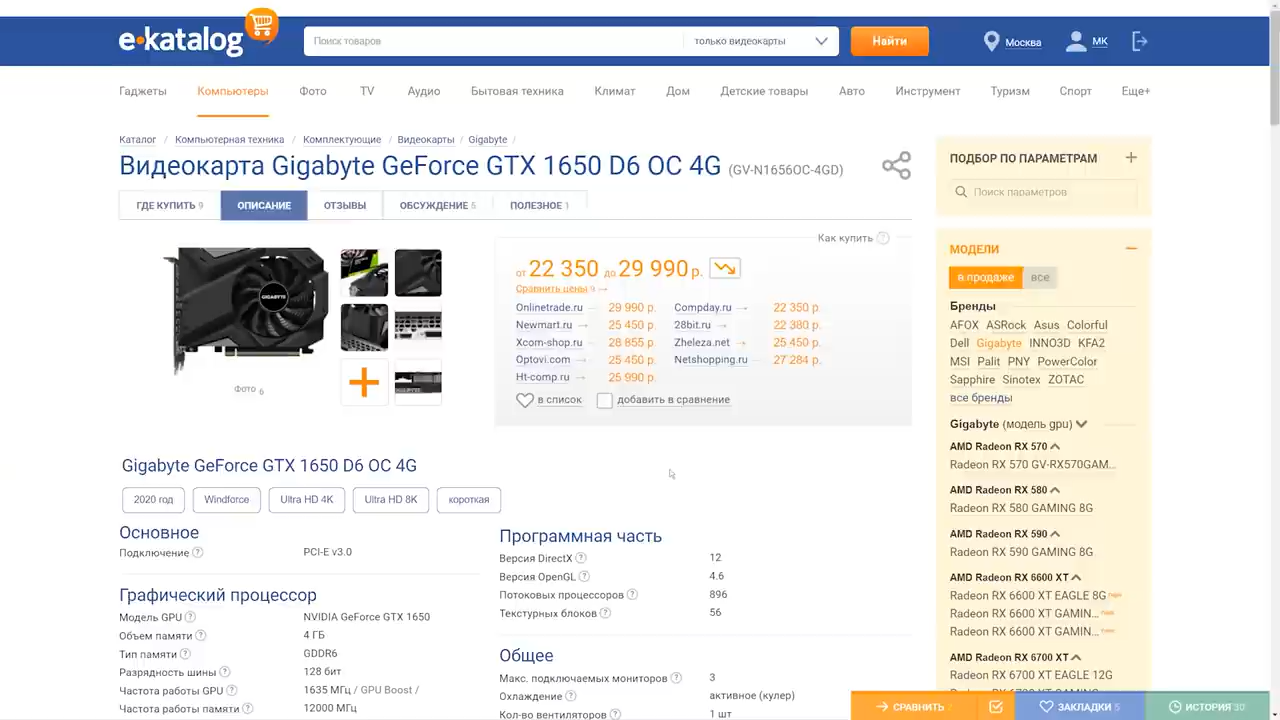 e-katalog
Поиск товаров
только видеокарты
Найти
Москва
МК
Гаджеты Компьютеры Фото TV Аудио Бытовая техника Климат Дом Детские товары Авто Инструмент Туризм Спорт Еще+
Каталог / Компьютерная техника / Комплектующие / Видеокарты / Gigabyte /
Видеокарта Gigabyte GeForce GTX 1650 D6 OC 4G (GV-N1656OC-4GD)
ГДЕ КУПИТЬ 9 ОПИСАНИЕ ОТЗЫВЫ ОБСУЖДЕНИЕ 5 ПОЛЕЗНОЕ 1
GIGABYTE
Фото 6
Как купить ?
от 22 350 до 29 990 р.
Сравнить цены 9 →
Onlinetrade.ru → 29 990 р. Compday.ru → 22 350 р.
Newmart.ru → 25 450 р. 28bit.ru → 22 380 р.
Xcom-shop.ru → 28 855 р. Zheleza.net → 25 450 р.
Optovi.com → 25 450 р. Netshopping.ru → 27 284 р.
Ht-comp.ru → 25 990 р.
в список добавить в сравнение
Gigabyte GeForce GTX 1650 D6 OC 4G
2020 год Windforce Ultra HD 4K Ultra HD 8K короткая
Основное
Подключение ? PCI-E v3.0
Графический процессор
Модель GPU ? NVIDIA GeForce GTX 1650
Объем памяти ? 4 ГБ
Тип памяти ? GDDR6
Разрядность шины ? 128 бит
Частота работы GPU ? 1635 МГц / GPU Boost /
Частота работы памяти ? 12000 МГц
Программная часть
Версия DirectX ? 12
Версия OpenGL ? 4.6
Потоковых процессоров ? 896
Текстурных блоков ? 56
Общее
Макс. подключаемых мониторов ? 3
Охлаждение ? активное (кулер)
Кол-во вентиляторов ? 1 шт
ПОДБОР ПО ПАРАМЕТРАМ +
Поиск параметров
МОДЕЛИ
в продаже все
Бренды
AFOX ASRock Asus Colorful
Dell Gigabyte INNO3D KFA2
MSI Palit PNY PowerColor
Sapphire Sinotex ZOTAC
все бренды
Gigabyte (модель gpu)
AMD Radeon RX 570
Radeon RX 570 GV-RX570GAM...
AMD Radeon RX 580
Radeon RX 580 GAMING 8G
AMD Radeon RX 590
Radeon RX 590 GAMING 8G
AMD Radeon RX 6600 XT
Radeon RX 6600 XT EAGLE 8G
Radeon RX 6600 XT GAMIN...
Radeon RX 6600 XT GAMIN...
AMD Radeon RX 6700 XT
Radeon RX 6700 XT EAGLE 12G
→ СРАВНИТЬ ЗАКЛАДКИ 5 ИСТОРИЯ 30